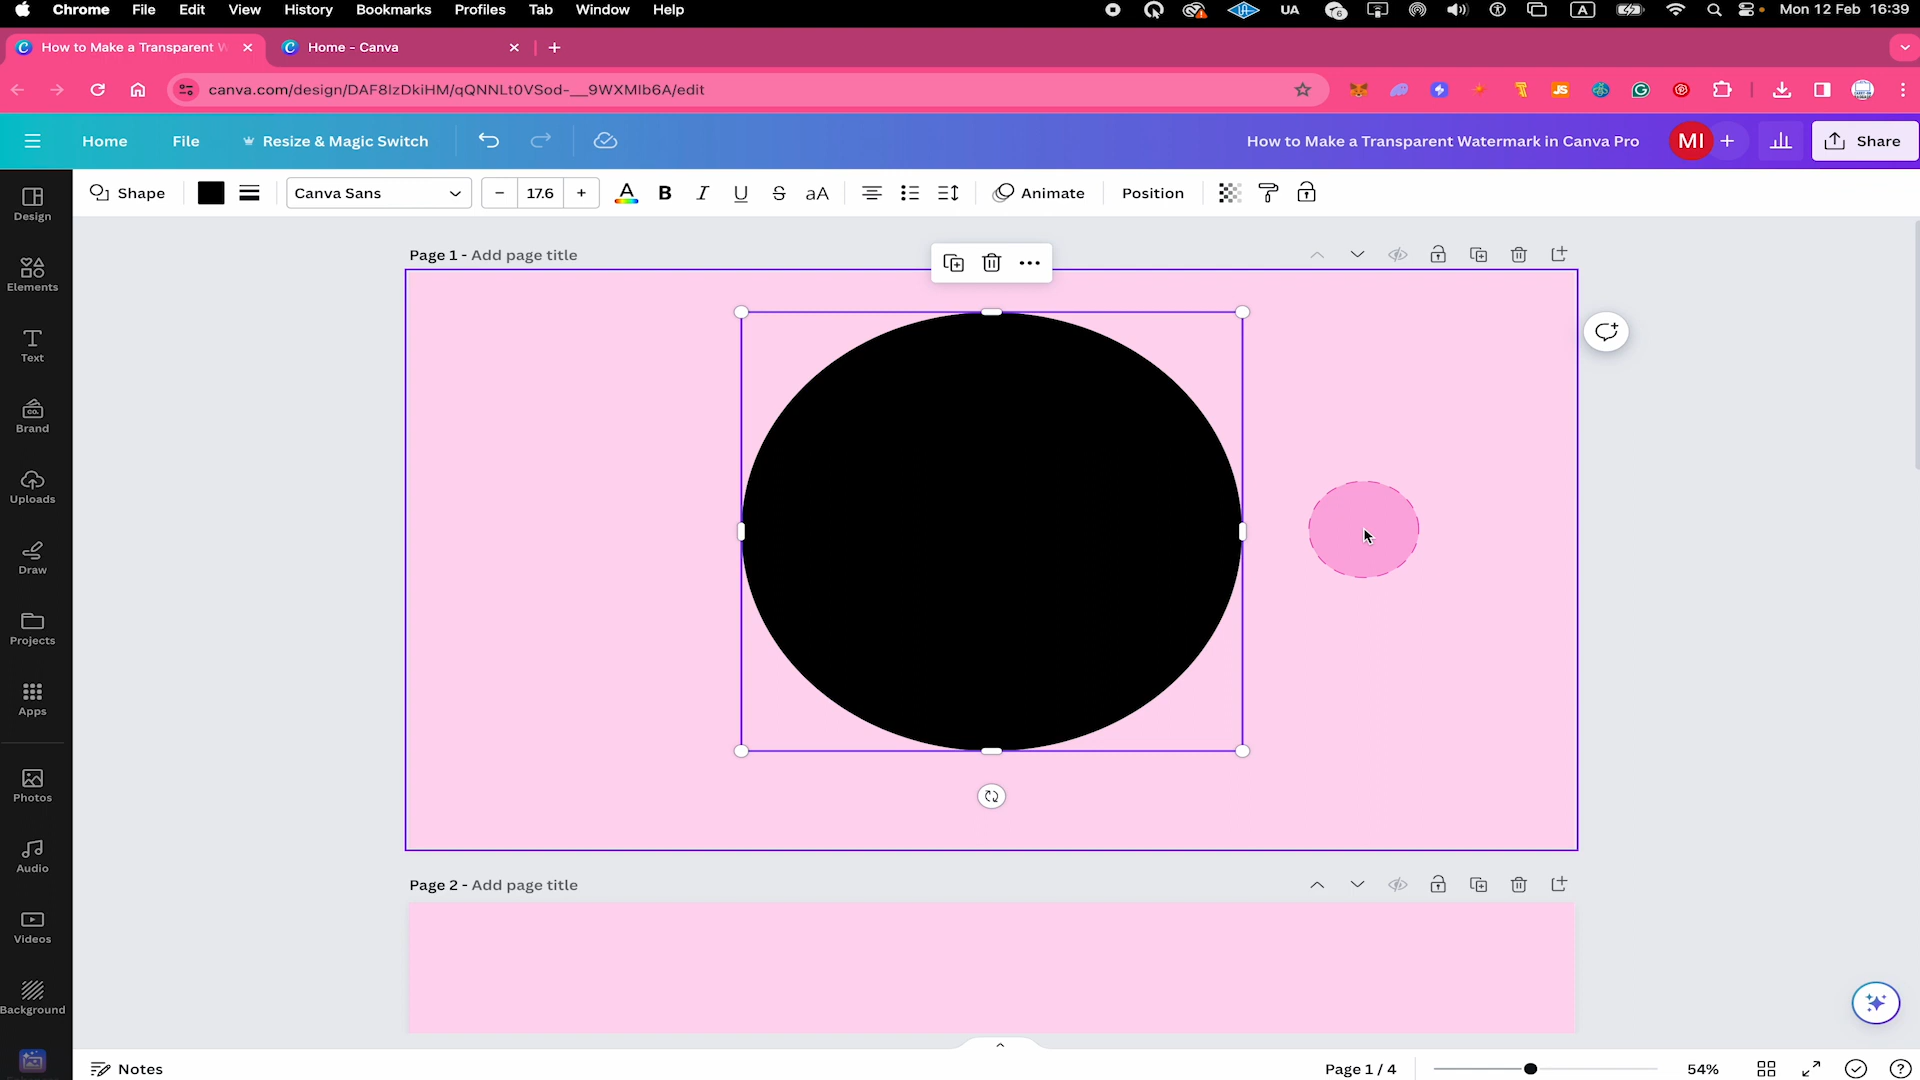 Chrome File Edit View History Bookmarks Profiles Tab Window Help
UA 6 A Mon 12 Feb 16:39
How to Make a Transparent W
Home - Canva
canva.com/design/DAF8lzDkiHM/qQNNLt0VSod-__9WXMlb6A/edit
JS
Home File Resize & Magic Switch
How to Make a Transparent Watermark in Canva Pro MI Share
Shape Canva Sans 17.6 A B I U S aA Animate Position
Design
Elements
Text
Brand
Uploads
Draw
Projects
Apps
Photos
Audio
Videos
Background
Page 1 - Add page title
Page 2 - Add page title
Notes
Page 1 / 4 54%